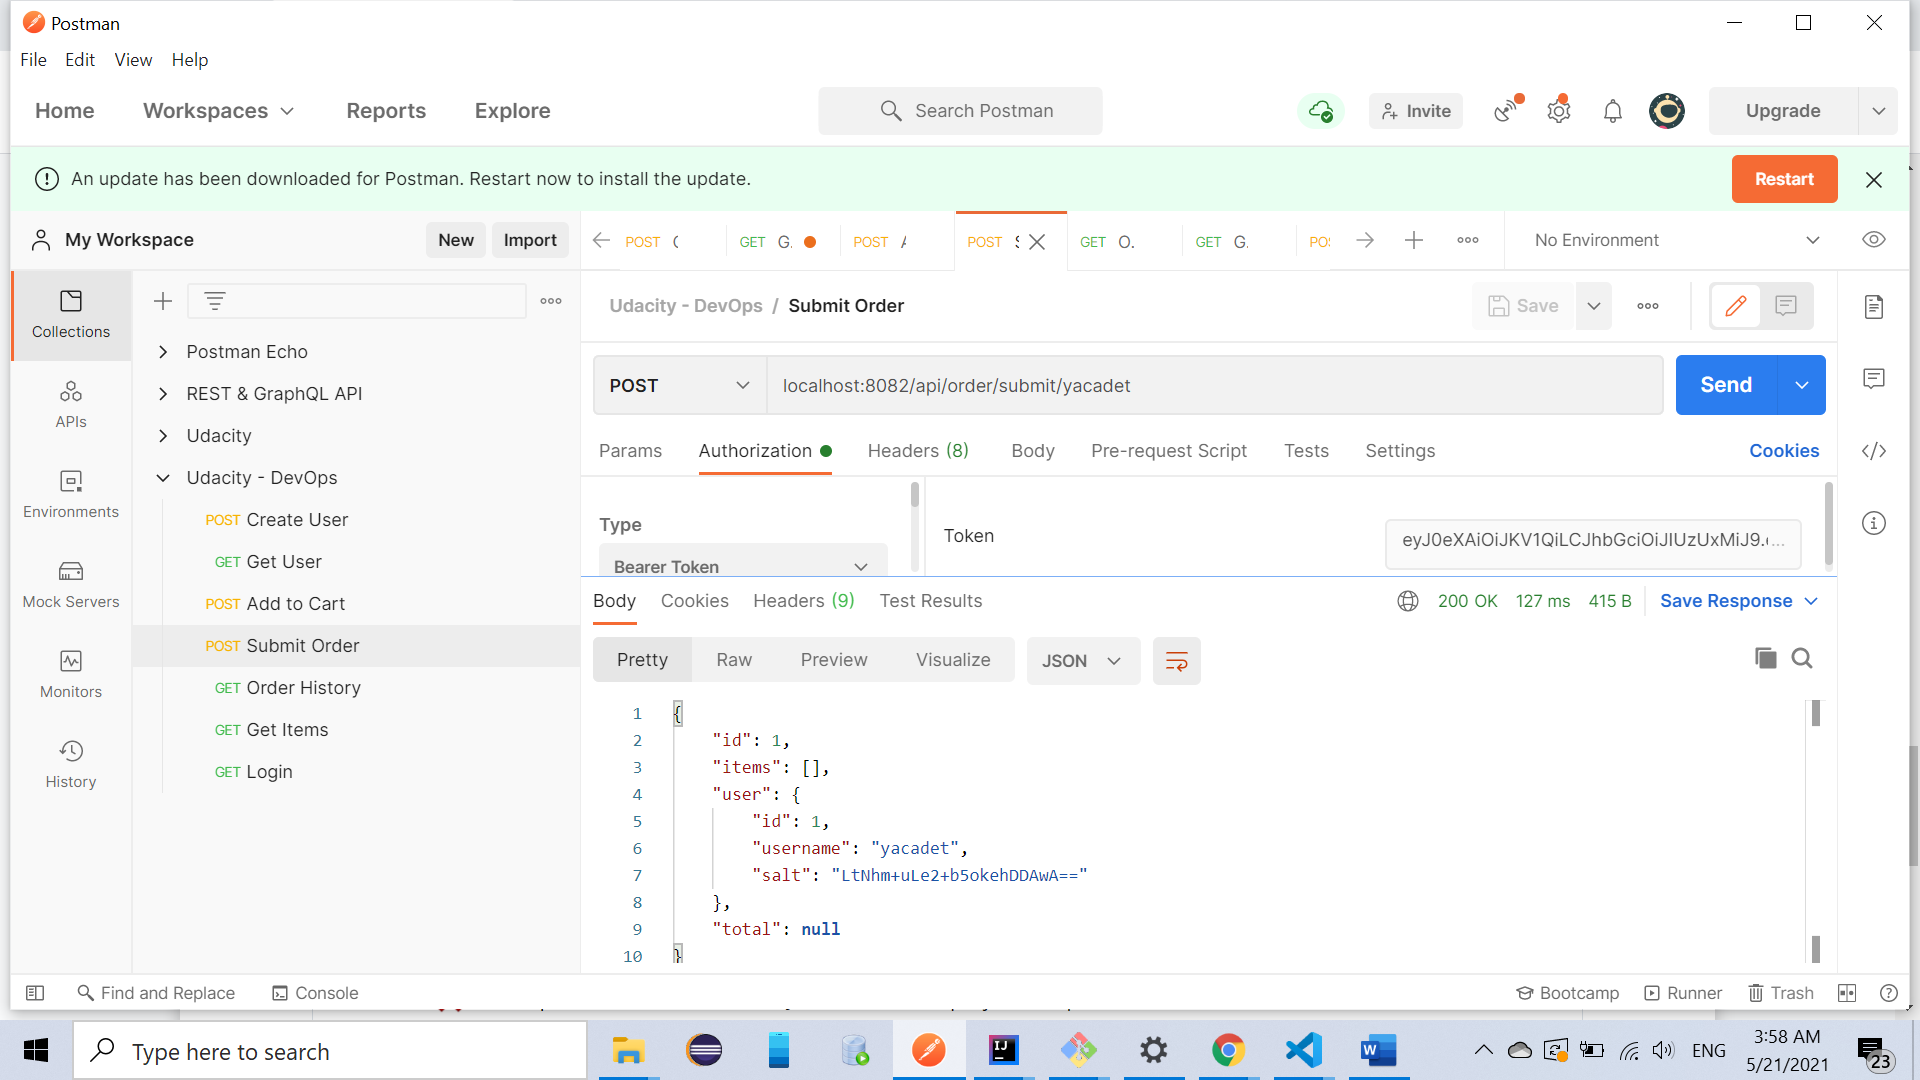 Postman
File Edit View Help
Home Workspaces Reports Explore Search Postman Invite Upgrade
An update has been downloaded for Postman. Restart now to install the update. Restart
My Workspace New Import POST GET G. POST GET O. GET G. No Environment
Collections
APIs
Environments
Mock Servers
Monitors
History
Postman Echo
REST & GraphQL API
Udacity
Udacity - DevOps
POST Create User
GET Get User
POST Add to Cart
POST Submit Order
GET Order History
GET Get Items
GET Login
Udacity - DevOps / Submit Order Save
POST localhost:8082/api/order/submit/yacadet Send
Params Authorization Headers (8) Body Pre-request Script Tests Settings Cookies
Type
Bearer Token
Token eyJ0eXAiOiJKV1QiLCJhbGciOiJIUzUxMiJ9.…
Body Cookies Headers (9) Test Results 200 OK 127 ms 415 B Save Response
Pretty Raw Preview Visualize JSON
1 {
2 "id": 1,
3 "items": [],
4 "user": {
5 "id": 1,
6 "username": "yacadet",
7 "salt": "LtNhm+uLe2+b5okehDDAwA=="
8 },
9 "total": null
10 }
Find and Replace Console Bootcamp Runner Trash
Type here to search ENG 3:58 AM
5/21/2021 23